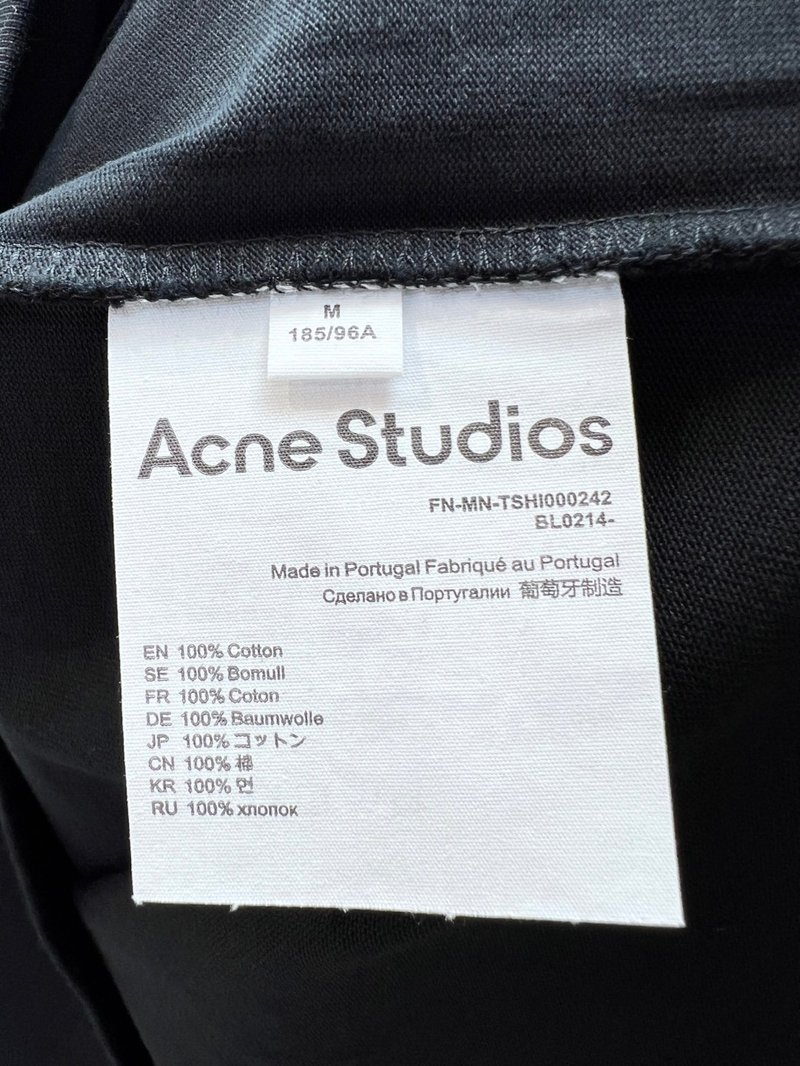 M
185/96A
Acne Studios
FN-MN-TSHI000242
BL0214-
Made in Portugal Fabriqué au Portugal
Сделано в Португалии 葡萄牙制造
EN 100% Cotton
SE 100% Bomull
FR 100% Coton
DE 100% Baumwolle
JP 100% コットン
CN 100% 棉
KR 100% 면
RU 100% хлопок